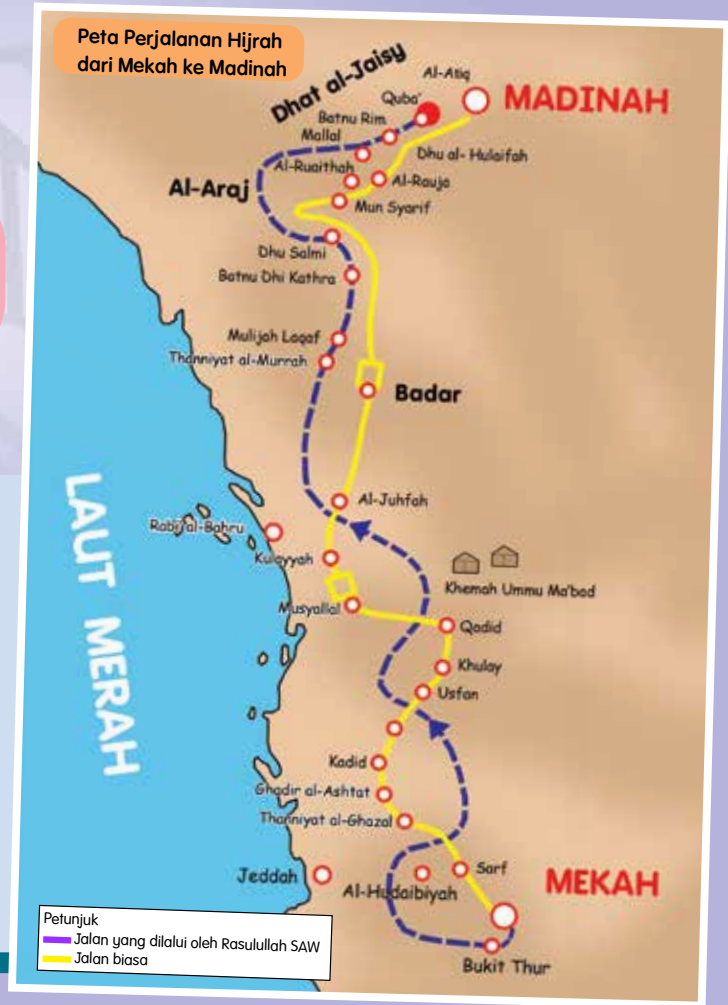 Peta Perjalanan Hijrah
dari Mekah ke Madinah
Dhat al-Jaisy
Al-Atiq
Quba'
MADINAH
Batnu Rim
Mallal
Dhu al- Hulaifah
Al-Ruaithah
Al-Rauja
Al-Araj
Mun Syarif
Dhu Salmi
Batnu Dhi Kathra
Mulijah Laqaf
Thanniyat al-Murrah
Badar
Al-Juhfah
Rabij al-Bahru
Kulayyah
Khemah Ummu Ma'bad
Musyallal
Qadid
Khulay
Usfan
LAUT MERAH
Kadid
Ghadir al-Ashtat
Thanniyat al-Ghazal
Sarf
Jeddah
Al-Hudaibiyah
MEKAH
Bukit Thur
Petunjuk
Jalan yang dilalui oleh Rasulullah SAW
Jalan biasa